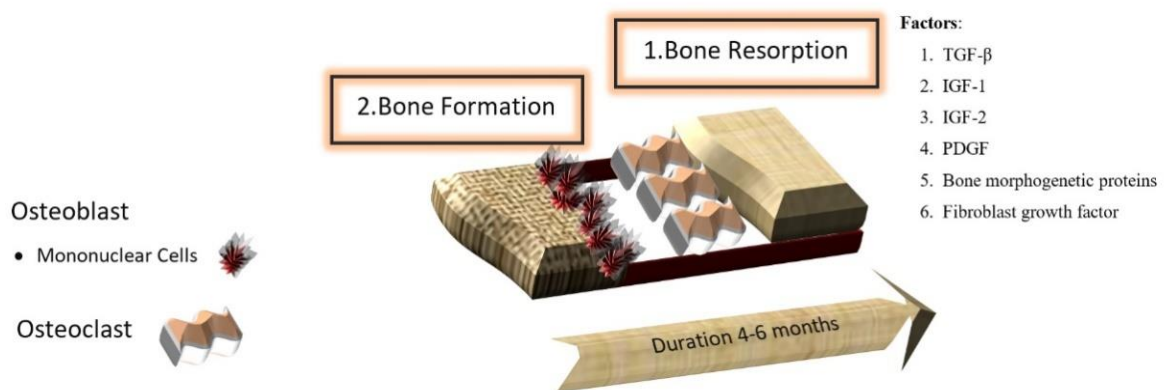 1.Bone Resorption
2.Bone Formation
Factors:
1. TGF-β
2. IGF-1
3. IGF-2
4. PDGF
5. Bone morphogenetic proteins
6. Fibroblast growth factor
Osteoblast
• Mononuclear Cells
Osteoclast
Duration 4-6 months